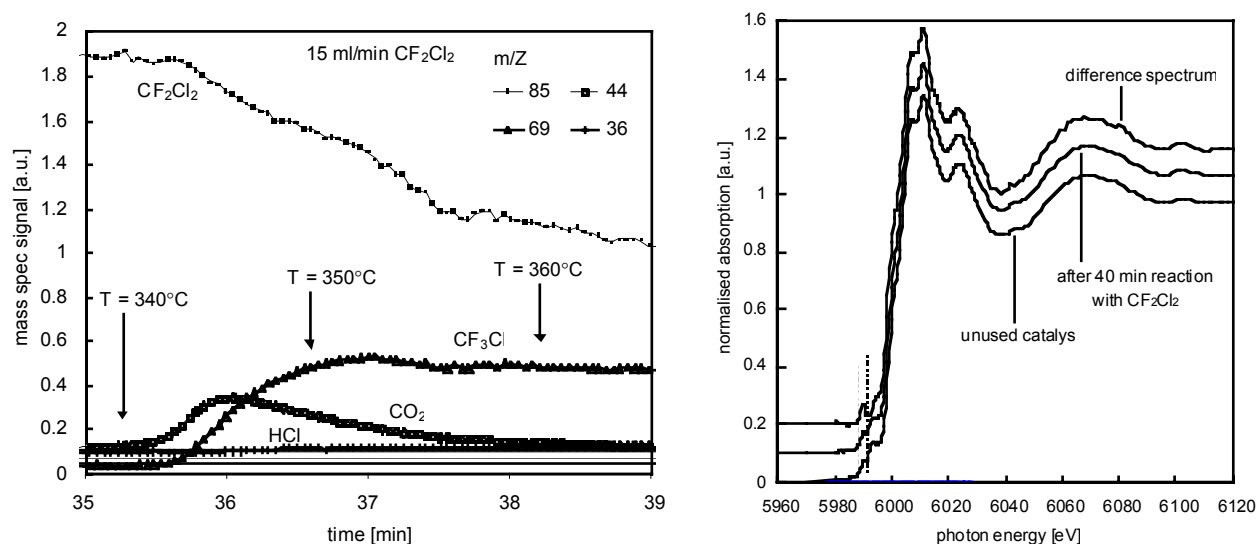 2
1.8
1.6
1.4
1.2
1
0.8
0.6
0.4
0.2
0
35
36
37
38
39
mass spec signal [a.u.]
time [min]
15 ml/min CF₂Cl₂
m/Z
85
44
69
36
CF₂Cl₂
T = 340°C
T = 350°C
T = 360°C
CF₃Cl
CO₂
HCl
1.6
1.4
1.2
1
0.8
0.6
0.4
0.2
0
5960
5980
6000
6020
6040
6060
6080
6100
6120
normalised absorption [a.u.]
photon energy [eV]
difference spectrum
after 40 min reaction
with CF₂Cl₂
unused catalys